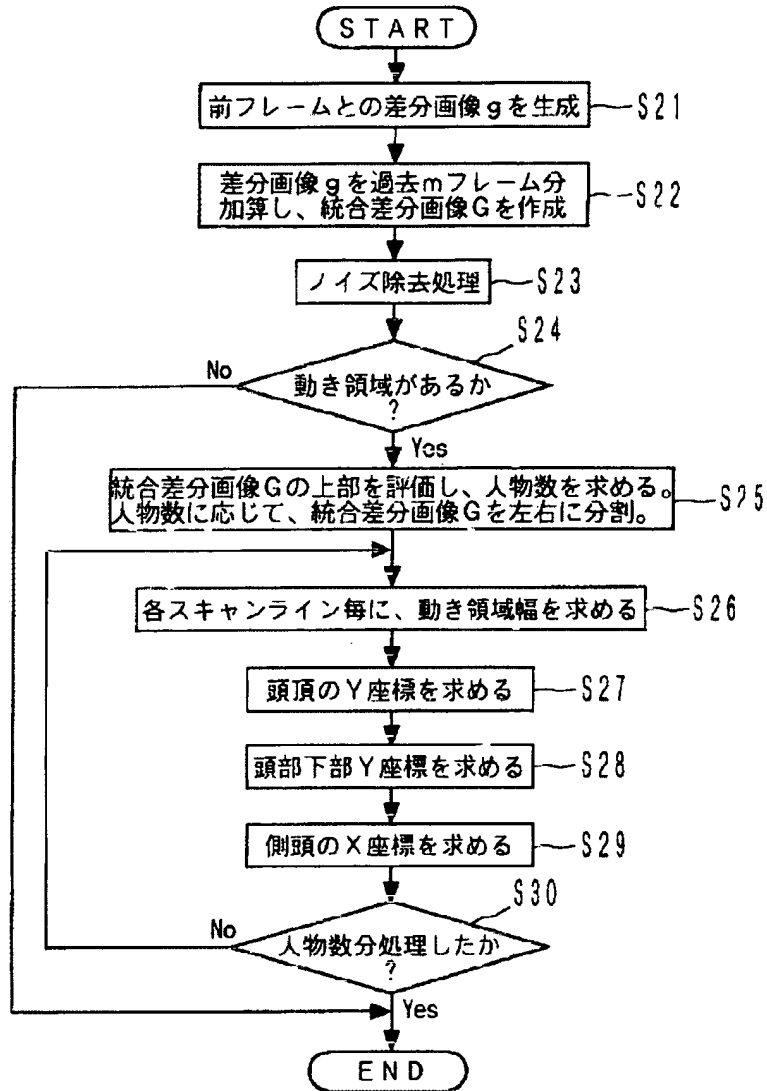 START
前フレームとの差分画像gを生成
S21
差分画像gを過去mフレーム分
加算し、統合差分画像Gを作成
S22
ノイズ除去処理
S23
S24
No
動き領域があるか
?
Yes
統合差分画像Gの上部を評価し、人物数を求める。
人物数に応じて、統合差分画像Gを左右に分割。
S25
各スキャンライン毎に、動き領域幅を求める
S26
頭頂のY座標を求める
S27
頭部下部Y座標を求める
S28
側頭のX座標を求める
S29
S30
No
人物数分処理したか
?
Yes
END